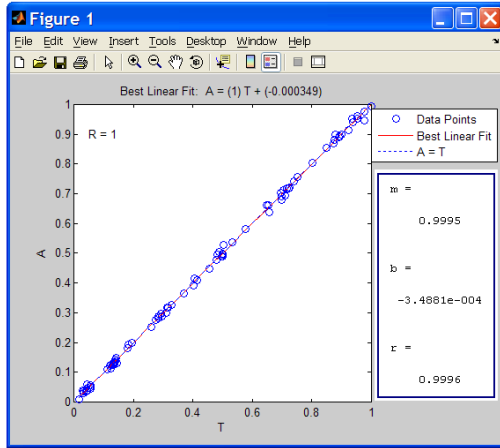 Figure 1
File Edit View Insert Tools Desktop Window Help
Best Linear Fit: A = (1) T + (-0.000349)
R = 1
A
1
0.9
0.8
0.7
0.6
0.5
0.4
0.3
0.2
0.1
0
0 0.2 0.4 0.6 0.8 1
T
Data Points
Best Linear Fit
A = T
m =
0.9995
b =
-3.4881e-004
r =
0.9996